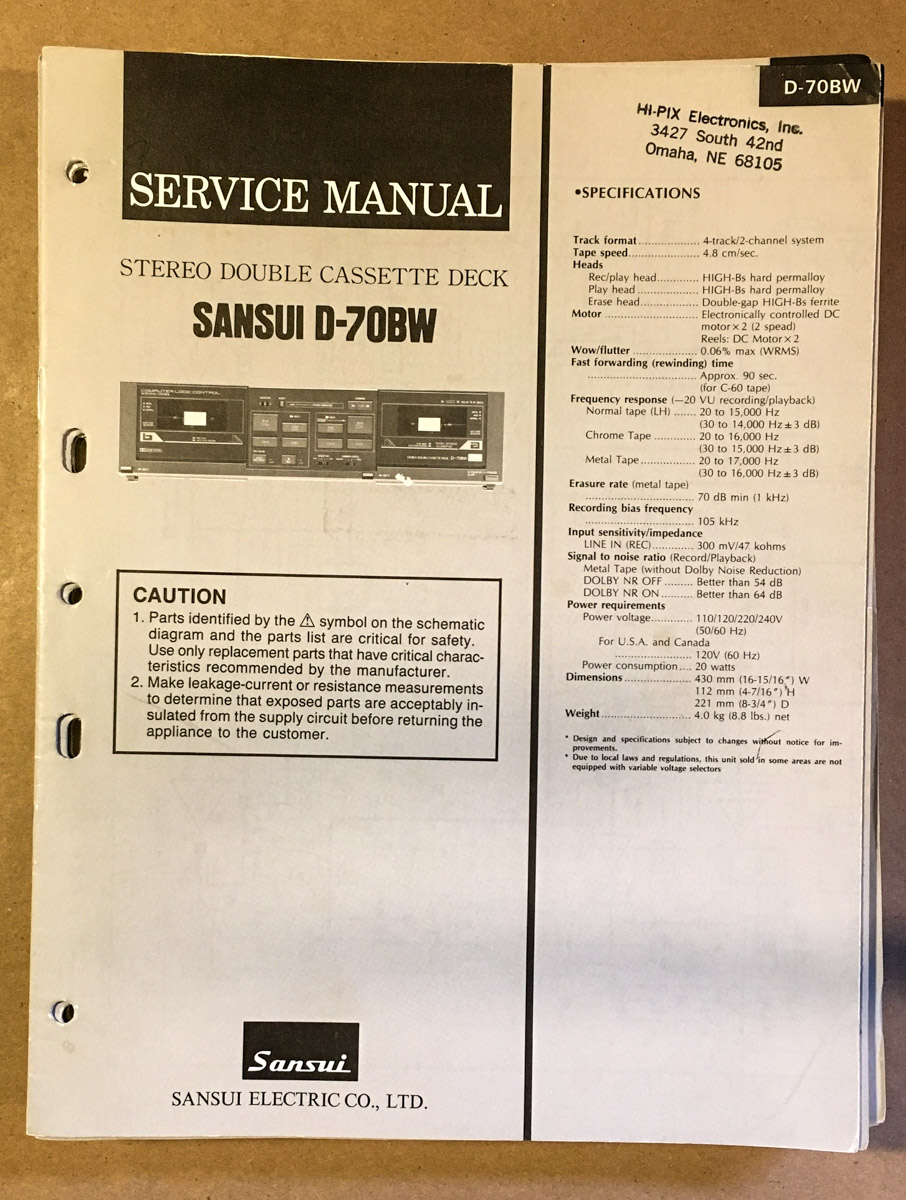 SERVICE MANUAL
STEREO DOUBLE CASSETTE DECK
SANSUI D-70BW
COMPUTER LOGIC CONTROL
CAUTION
1. Parts identified by the ⚠ symbol on the schematic
diagram and the parts list are critical for safety.
Use only replacement parts that have critical charac-
teristics recommended by the manufacturer.
2. Make leakage-current or resistance measurements
to determine that exposed parts are acceptably in-
sulated from the supply circuit before returning the
appliance to the customer.
Sansui
SANSUI ELECTRIC CO., LTD.
D-70BW
HI-PIX Electronics, Inc.
3427 South 42nd
Omaha, NE 68105
•SPECIFICATIONS
Track format................... 4-track/2-channel system
Tape speed...................... 4.8 cm/sec.
Heads
Rec/play head............. HIGH-Bs hard permalloy
Play head ................... HIGH-Bs hard permalloy
Erase head.................. Double-gap HIGH-Bs ferrite
Motor ............................. Electronically controlled DC
motor × 2 (2 spead)
Reels: DC Motor × 2
Wow/flutter .................... 0.06% max (WRMS)
Fast forwarding (rewinding) time
.................................. Approx. 90 sec.
(for C-60 tape)
Frequency response (—20 VU recording/playback)
Normal tape (LH) ....... 20 to 15,000 Hz
(30 to 14,000 Hz ± 3 dB)
Chrome Tape ............. 20 to 16,000 Hz
(30 to 15,000 Hz ± 3 dB)
Metal Tape................. 20 to 17,000 Hz
(30 to 16,000 Hz ± 3 dB)
Erasure rate (metal tape)
.................................. 70 dB min (1 kHz)
Recording bias frequency
.................................. 105 kHz
Input sensitivity/impedance
LINE IN (REC)............. 300 mV/47 kohms
Signal to noise ratio (Record/Playback)
Metal Tape (without Dolby Noise Reduction)
DOLBY NR OFF ......... Better than 54 dB
DOLBY NR ON ........... Better than 64 dB
Power requirements
Power voltage............. 110/120/220/240V
(50/60 Hz)
For U.S.A. and Canada
........................ 120V (60 Hz)
Power consumption .... 20 watts
Dimensions ..................... 430 mm (16-15/16″) W
112 mm (4-7/16″) H
221 mm (8-3/4″) D
Weight ............................ 4.0 kg (8.8 lbs.) net
* Design and specifications subject to changes without notice for im-
provements.
* Due to local laws and regulations, this unit sold in some areas are not
equipped with variable voltage selectors